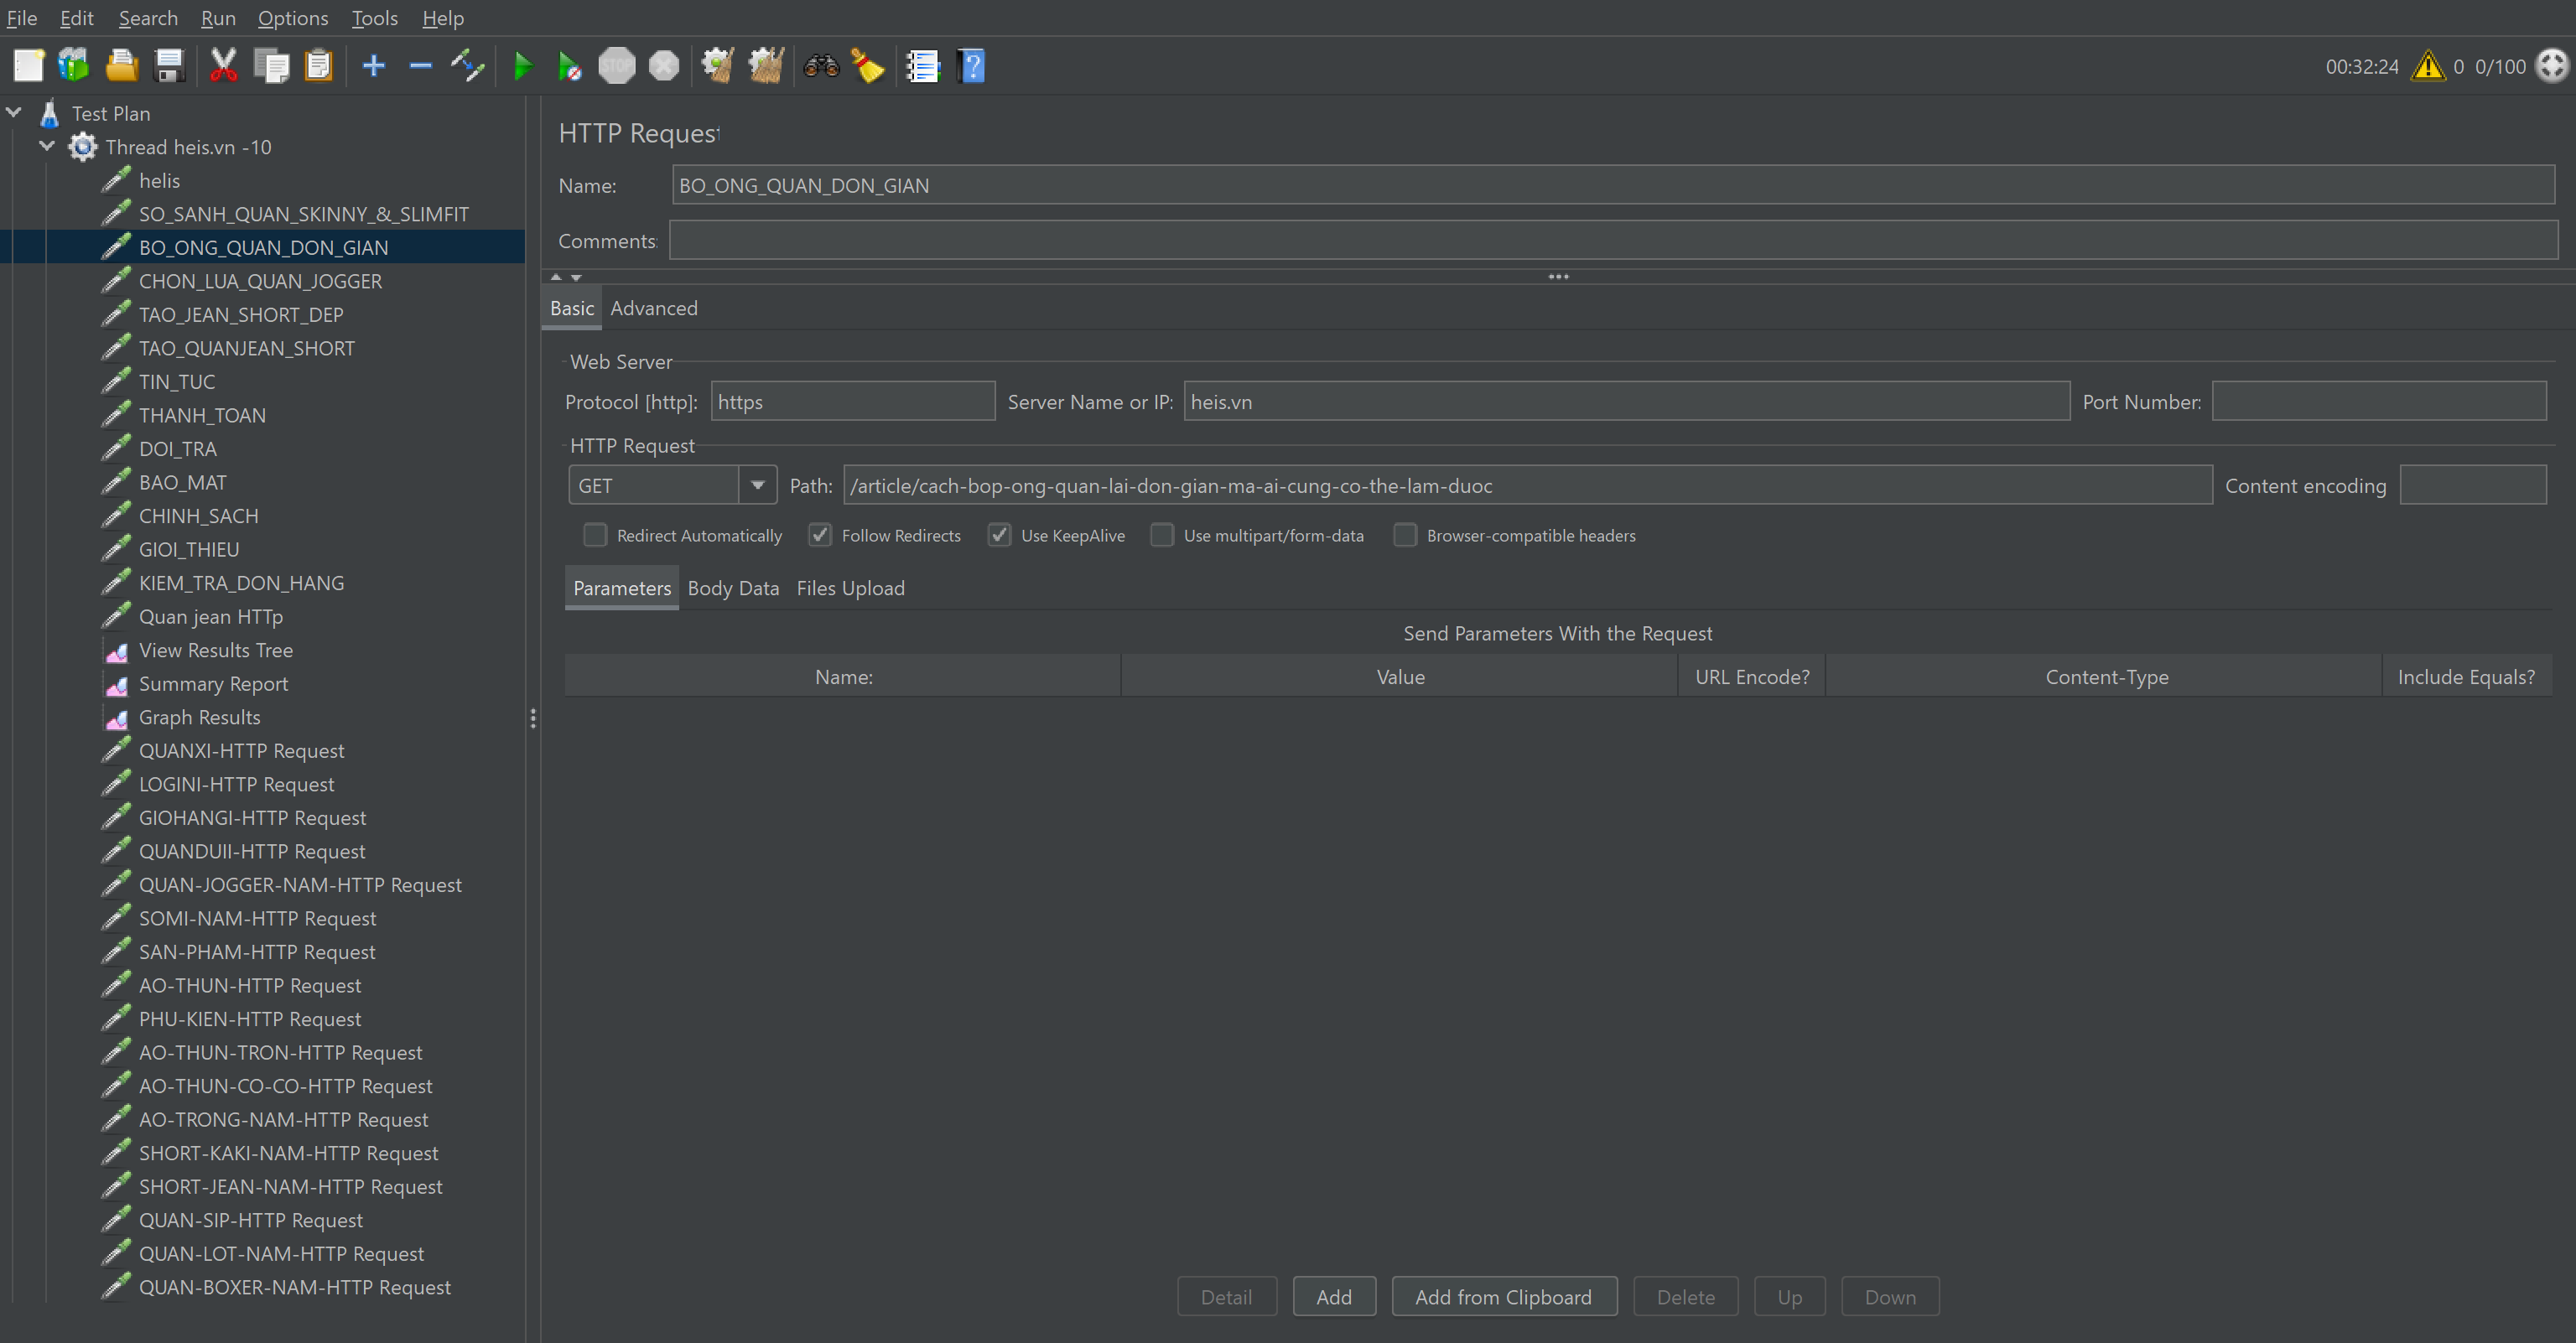 File Edit Search Run Options Tools Help
STOP
00:32:24 0 0/100
Test Plan
Thread heis.vn -10
helis
SO_SANH_QUAN_SKINNY_&_SLIMFIT
BO_ONG_QUAN_DON_GIAN
CHON_LUA_QUAN_JOGGER
TAO_JEAN_SHORT_DEP
TAO_QUANJEAN_SHORT
TIN_TUC
THANH_TOAN
DOI_TRA
BAO_MAT
CHINH_SACH
GIOI_THIEU
KIEM_TRA_DON_HANG
Quan jean HTTp
View Results Tree
Summary Report
Graph Results
QUANXI-HTTP Request
LOGINI-HTTP Request
GIOHANGI-HTTP Request
QUANDUII-HTTP Request
QUAN-JOGGER-NAM-HTTP Request
SOMI-NAM-HTTP Request
SAN-PHAM-HTTP Request
AO-THUN-HTTP Request
PHU-KIEN-HTTP Request
AO-THUN-TRON-HTTP Request
AO-THUN-CO-CO-HTTP Request
AO-TRONG-NAM-HTTP Request
SHORT-KAKI-NAM-HTTP Request
SHORT-JEAN-NAM-HTTP Request
QUAN-SIP-HTTP Request
QUAN-LOT-NAM-HTTP Request
QUAN-BOXER-NAM-HTTP Request
HTTP Request
Name: BO_ONG_QUAN_DON_GIAN
Comments:
Basic Advanced
Web Server
Protocol [http]: https Server Name or IP: heis.vn Port Number:
HTTP Request
GET Path: /article/cach-bop-ong-quan-lai-don-gian-ma-ai-cung-co-the-lam-duoc Content encoding
Redirect Automatically Follow Redirects Use KeepAlive Use multipart/form-data Browser-compatible headers
Parameters Body Data Files Upload
Send Parameters With the Request
Name: Value URL Encode? Content-Type Include Equals?
Detail Add Add from Clipboard Delete Up Down